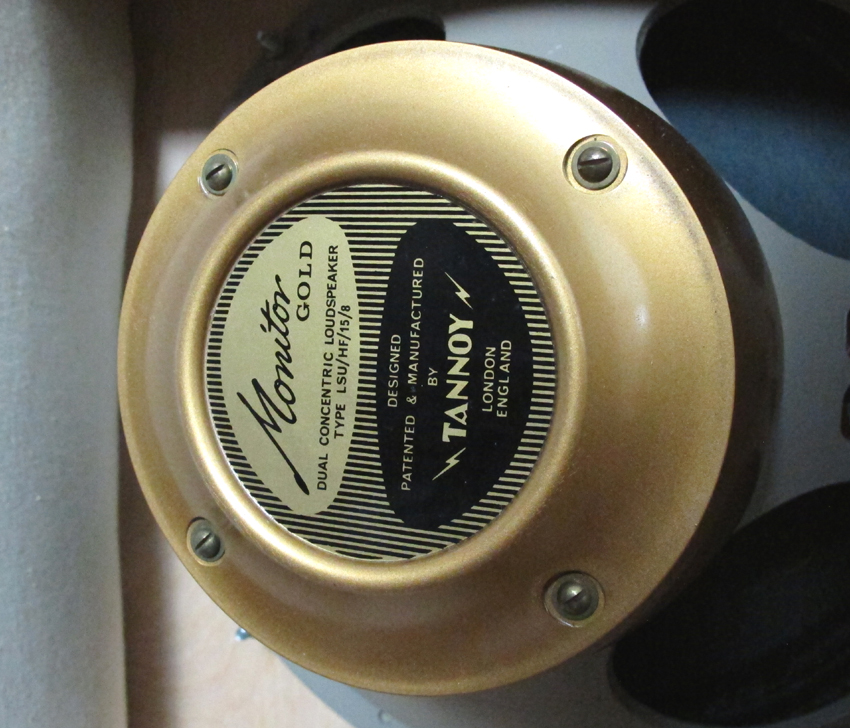 Monitor
GOLD
DUAL CONCENTRIC LOUDSPEAKER
TYPE LSU/HF/15/8
DESIGNED
PATENTED & MANUFACTURED
BY
TANNOY
LONDON
ENGLAND